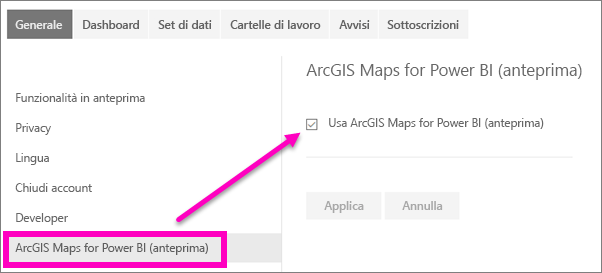 Generale Dashboard Set di dati Cartelle di lavoro Avvisi Sottoscrizioni
Funzionalità in anteprima
Privacy
Lingua
Chiudi account
Developer
ArcGIS Maps for Power BI (anteprima)
ArcGIS Maps for Power BI (anteprima)
Usa ArcGIS Maps for Power BI (anteprima)
Applica Annulla